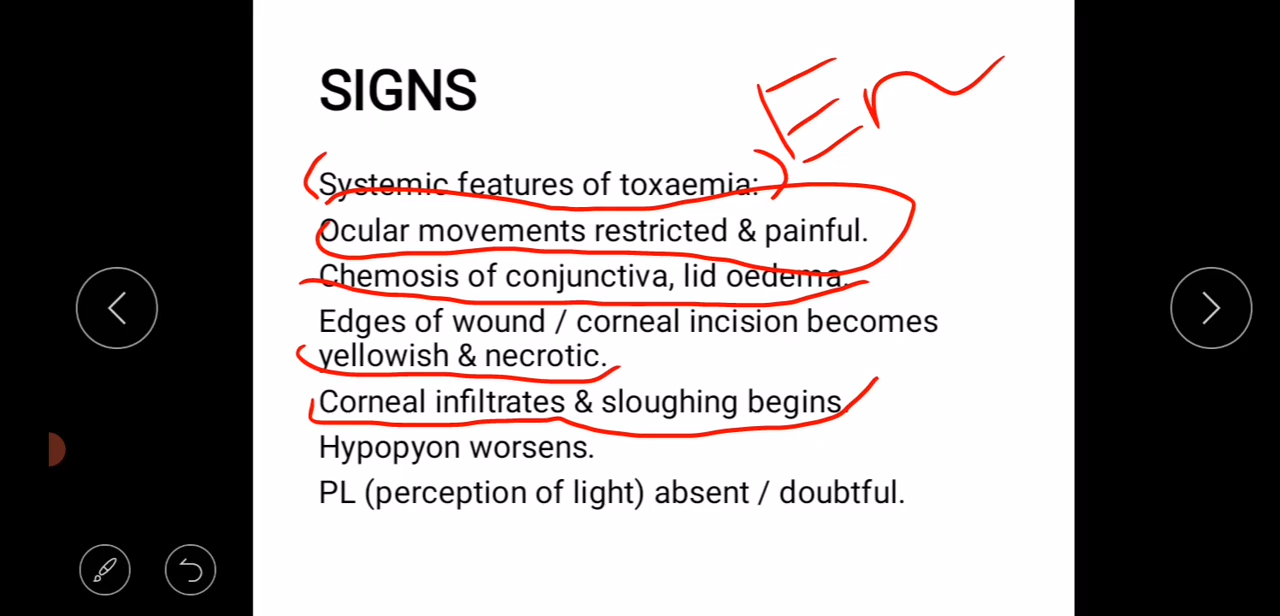 SIGNS
Systemic features of toxaemia:
Ocular movements restricted & painful.
Chemosis of conjunctiva, lid oedema.
Edges of wound / corneal incision becomes
yellowish & necrotic.
Corneal infiltrates & sloughing begins.
Hypopyon worsens.
PL (perception of light) absent / doubtful.